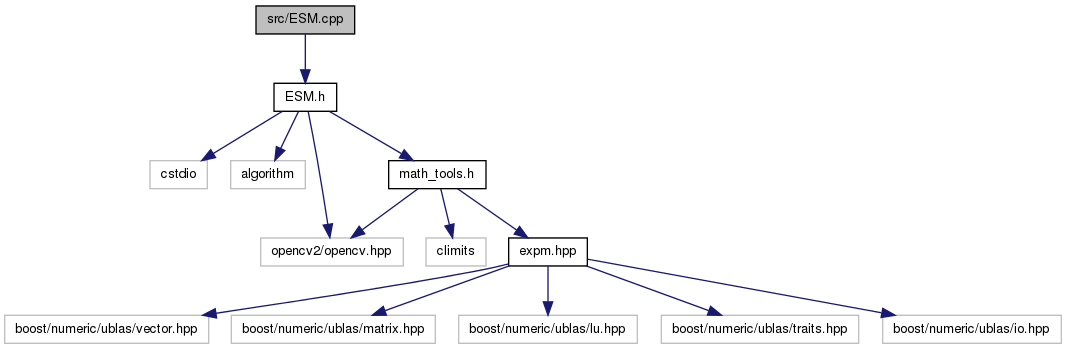 src/ESM.cpp
ESM.h
cstdio
algorithm
math_tools.h
opencv2/opencv.hpp
climits
expm.hpp
boost/numeric/ublas/vector.hpp
boost/numeric/ublas/matrix.hpp
boost/numeric/ublas/lu.hpp
boost/numeric/ublas/traits.hpp
boost/numeric/ublas/io.hpp